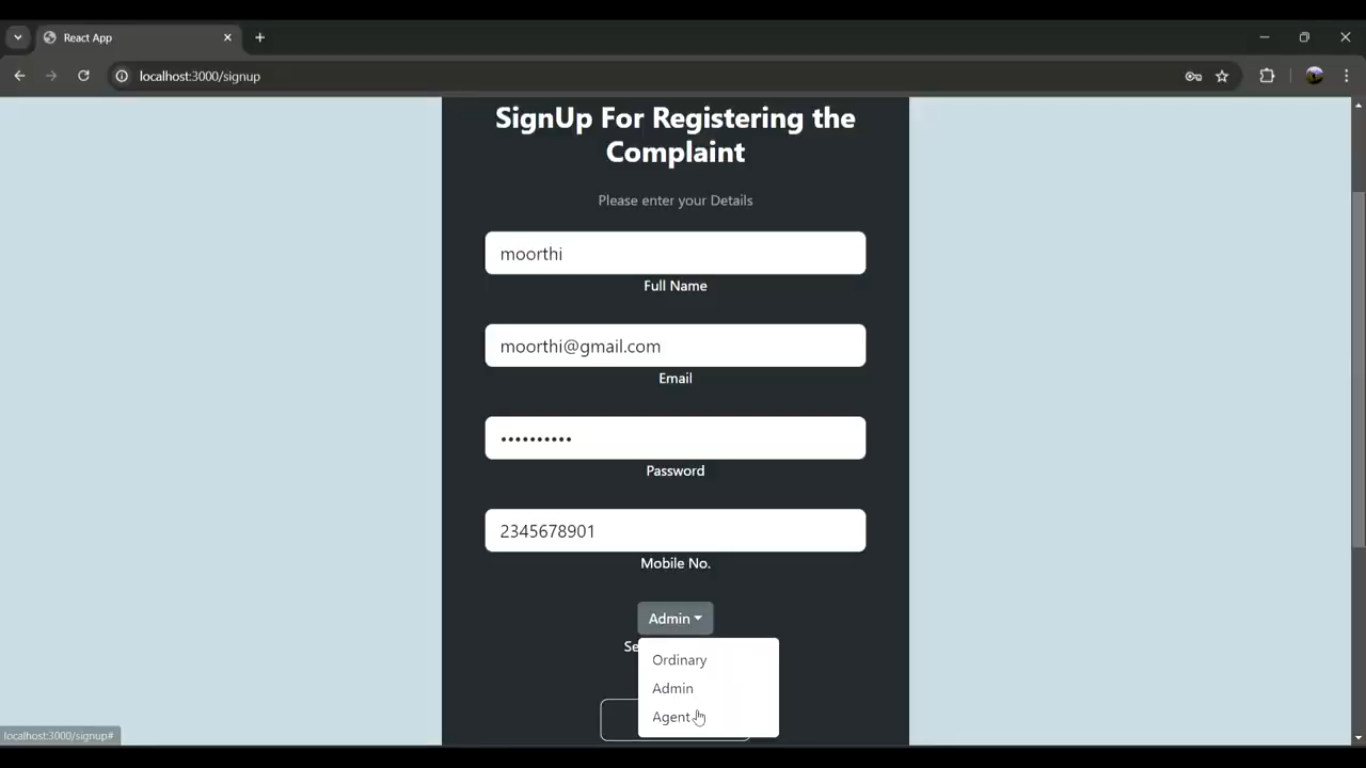 React App
localhost:3000/signup
SignUp For Registering the
Complaint
Please enter your Details
moorthi
Full Name
moorthi@gmail.com
Email
••••••••••
Password
2345678901
Mobile No.
Admin
Se
Ordinary
Admin
Agent
localhost:3000/signup#